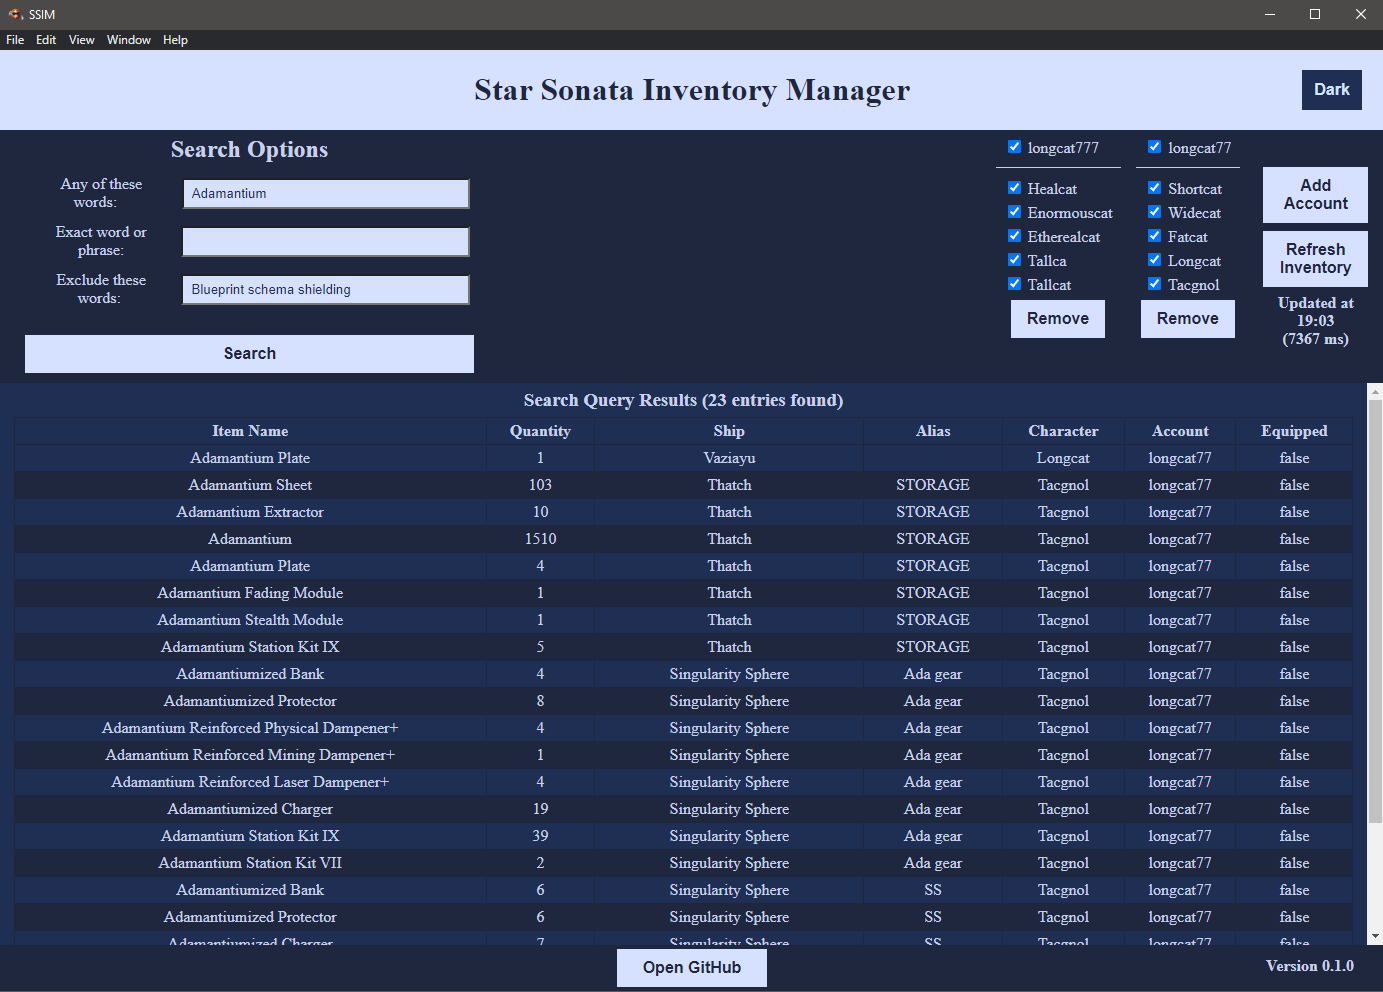 SSIM
File Edit View Window Help
Star Sonata Inventory Manager
Dark
Search Options
Any of these
words:
Adamantium
Exact word or
phrase:
Exclude these
words:
Blueprint schema shielding
Search
longcat777
Healcat
Enormouscat
Etherealcat
Tallca
Tallcat
Remove
longcat77
Shortcat
Widecat
Fatcat
Longcat
Tacgnol
Remove
Add
Account
Refresh
Inventory
Updated at
19:03
(7367 ms)
Search Query Results (23 entries found)
Item Name Quantity Ship Alias Character Account Equipped
Adamantium Plate 1 Vaziayu Longcat longcat77 false
Adamantium Sheet 103 Thatch STORAGE Tacgnol longcat77 false
Adamantium Extractor 10 Thatch STORAGE Tacgnol longcat77 false
Adamantium 1510 Thatch STORAGE Tacgnol longcat77 false
Adamantium Plate 4 Thatch STORAGE Tacgnol longcat77 false
Adamantium Fading Module 1 Thatch STORAGE Tacgnol longcat77 false
Adamantium Stealth Module 1 Thatch STORAGE Tacgnol longcat77 false
Adamantium Station Kit IX 5 Thatch STORAGE Tacgnol longcat77 false
Adamantiumized Bank 4 Singularity Sphere Ada gear Tacgnol longcat77 false
Adamantiumized Protector 8 Singularity Sphere Ada gear Tacgnol longcat77 false
Adamantium Reinforced Physical Dampener+ 4 Singularity Sphere Ada gear Tacgnol longcat77 false
Adamantium Reinforced Mining Dampener+ 1 Singularity Sphere Ada gear Tacgnol longcat77 false
Adamantium Reinforced Laser Dampener+ 4 Singularity Sphere Ada gear Tacgnol longcat77 false
Adamantiumized Charger 19 Singularity Sphere Ada gear Tacgnol longcat77 false
Adamantium Station Kit IX 39 Singularity Sphere Ada gear Tacgnol longcat77 false
Adamantium Station Kit VII 2 Singularity Sphere Ada gear Tacgnol longcat77 false
Adamantiumized Bank 6 Singularity Sphere SS Tacgnol longcat77 false
Adamantiumized Protector 6 Singularity Sphere SS Tacgnol longcat77 false
Adamantiumized Charger 7 Singularity Sphere SS Tacgnol longcat77 false
Open GitHub
Version 0.1.0